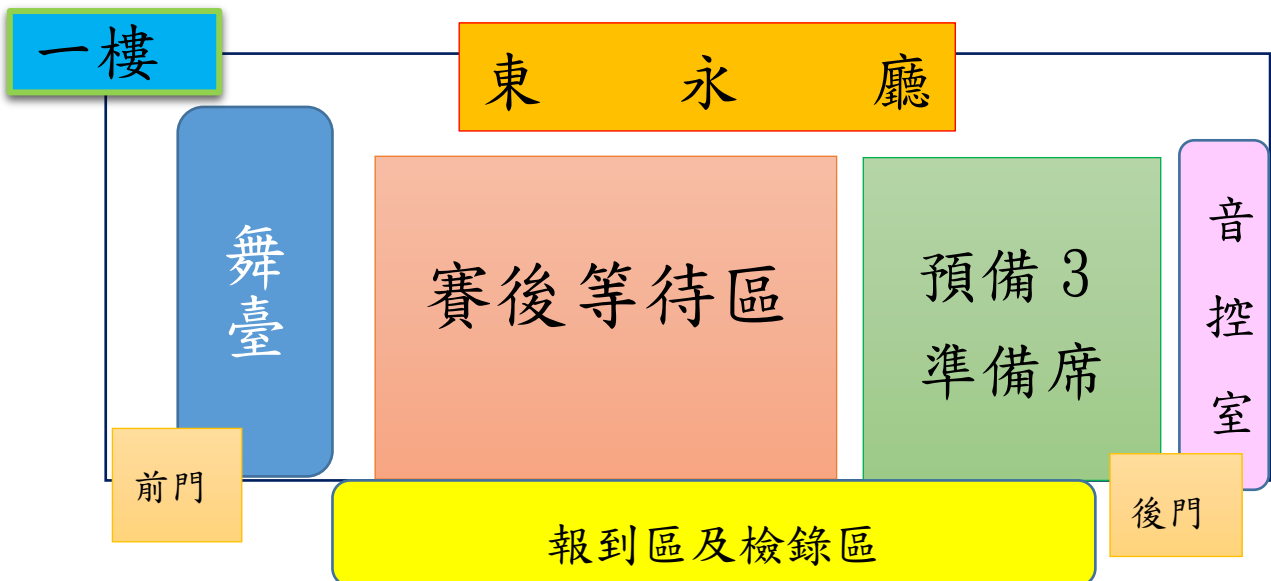 一樓
東 永 廳
舞臺
賽後等待區
預備3
準備席
音控室
前門
後門
報到區及檢錄區